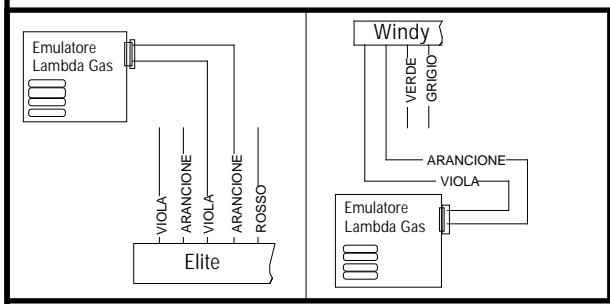 Emulatore
Lambda Gas
VIOLA
ARANCIONE
VIOLA
ARANCIONE
ROSSO
Elite
Windy
VERDE
GRIGIO
ARANCIONE
VIOLA
Emulatore
Lambda Gas